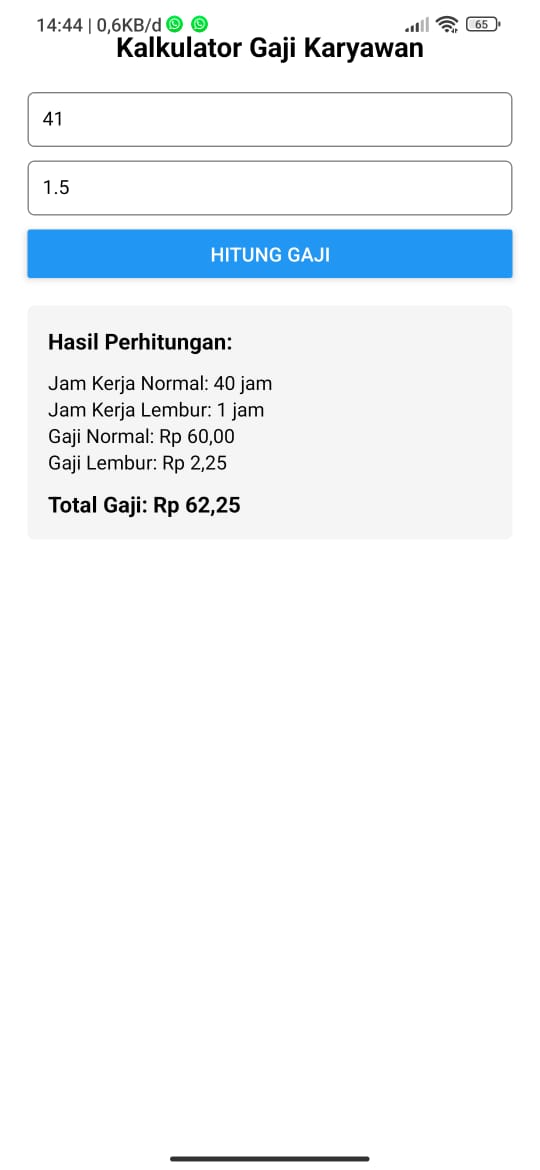 14:44 | 0,6KB/d
65
Kalkulator Gaji Karyawan
41
1.5
HITUNG GAJI
Hasil Perhitungan:
Jam Kerja Normal: 40 jam
Jam Kerja Lembur: 1 jam
Gaji Normal: Rp 60,00
Gaji Lembur: Rp 2,25
Total Gaji: Rp 62,25